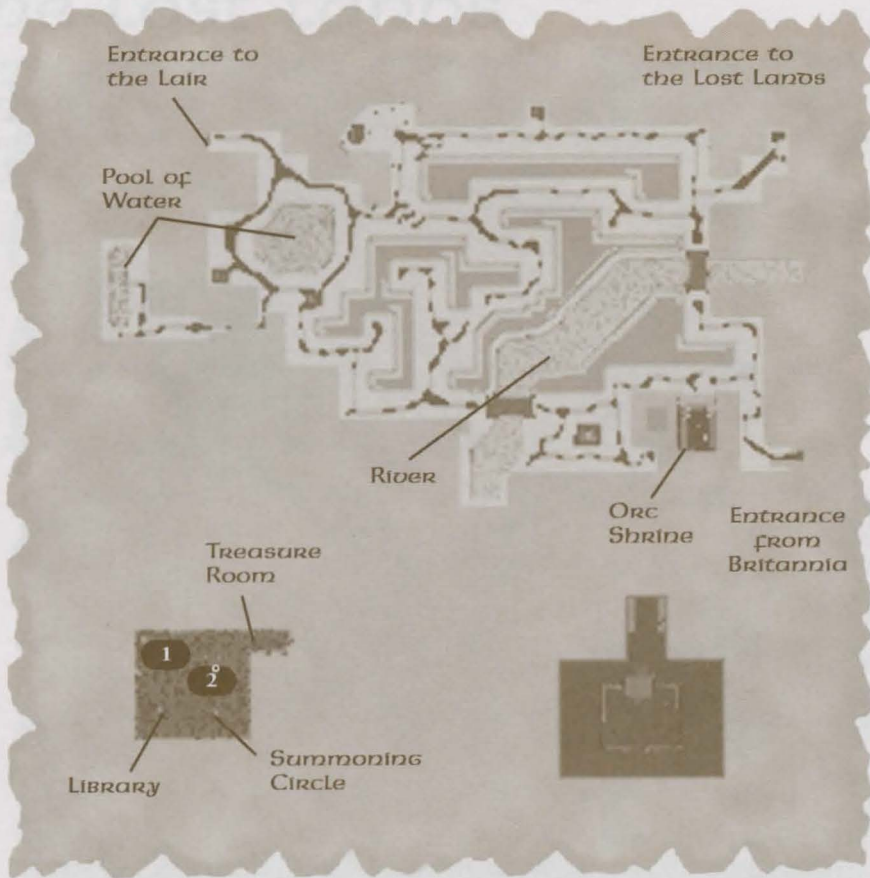 Entrance to
the Lair
Entrance to
the Lost Lands
Pool of
Water
River
Orc
Shrine
Entrance
from
Britannia
Treasure
Room
1
2
Library
Summoning
Circle